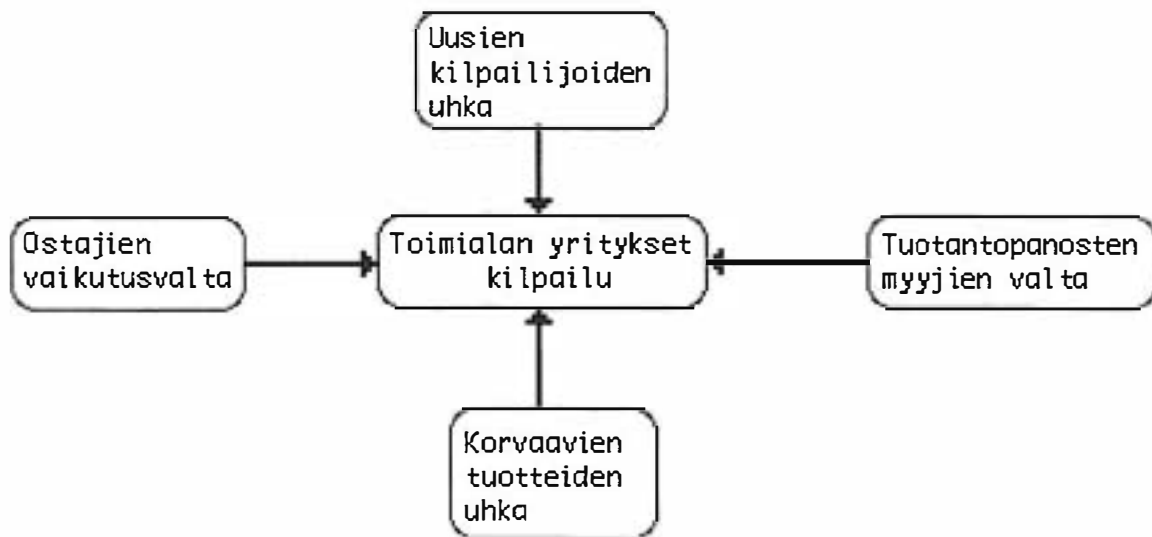 Uusien
kilpailijoiden
uhka
Ostajien
vaikutusvalta
Toimialan yritykset
kilpailu
Tuotantopanosten
myyjien valta
Korvaavien
tuotteiden
uhka